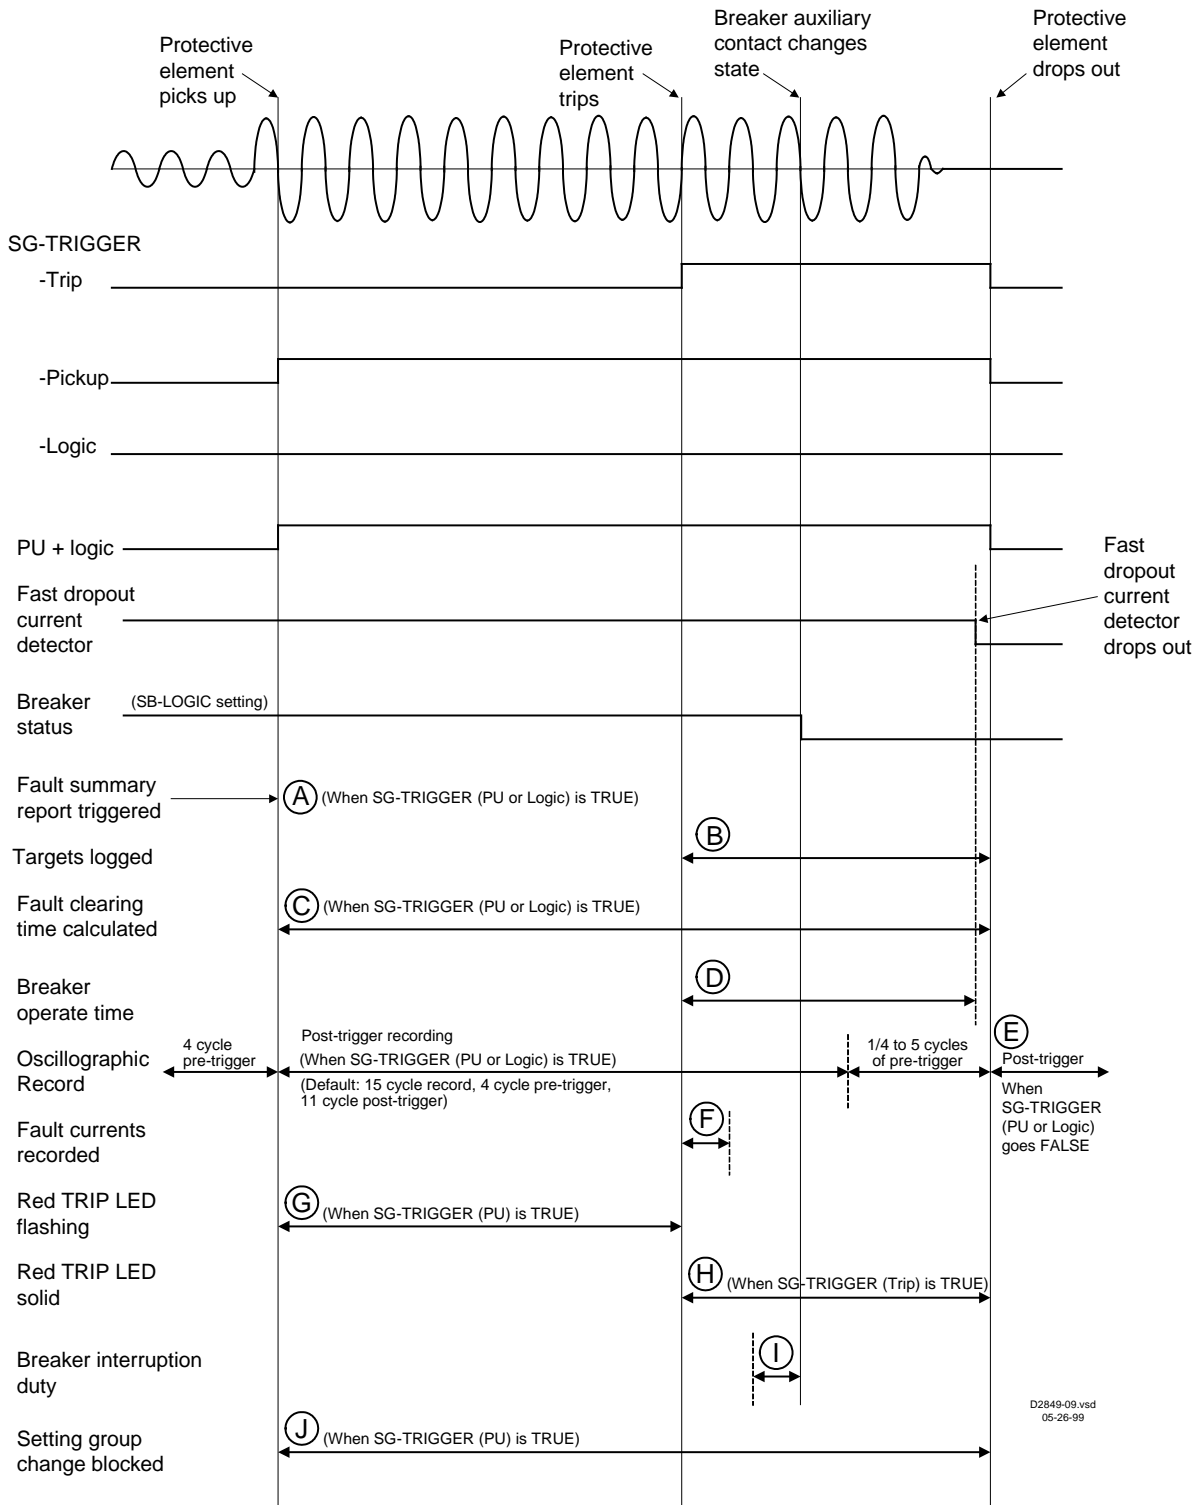 Protective
element
picks up
Protective
element
trips
Breaker auxiliary
contact changes
state
Protective
element
drops out
SG-TRIGGER
-Trip
-Pickup
-Logic
PU + logic
Fast dropout
current
detector
Fast
dropout
current
detector
drops out
Breaker
status
(SB-LOGIC setting)
Fault summary
report triggered
A (When SG-TRIGGER (PU or Logic) is TRUE)
Targets logged
B
Fault clearing
time calculated
C (When SG-TRIGGER (PU or Logic) is TRUE)
Breaker
operate time
D
Oscillographic
Record
4 cycle
pre-trigger
Post-trigger recording
(When SG-TRIGGER (PU or Logic) is TRUE)
(Default: 15 cycle record, 4 cycle pre-trigger,
11 cycle post-trigger)
1/4 to 5 cycles
of pre-trigger
E
Post-trigger
When
SG-TRIGGER
(PU or Logic)
goes FALSE
Fault currents
recorded
F
Red TRIP LED
flashing
G (When SG-TRIGGER (PU) is TRUE)
Red TRIP LED
solid
H (When SG-TRIGGER (Trip) is TRUE)
Breaker interruption
duty
I
D2849-09.vsd
05-26-99
Setting group
change blocked
J (When SG-TRIGGER (PU) is TRUE)